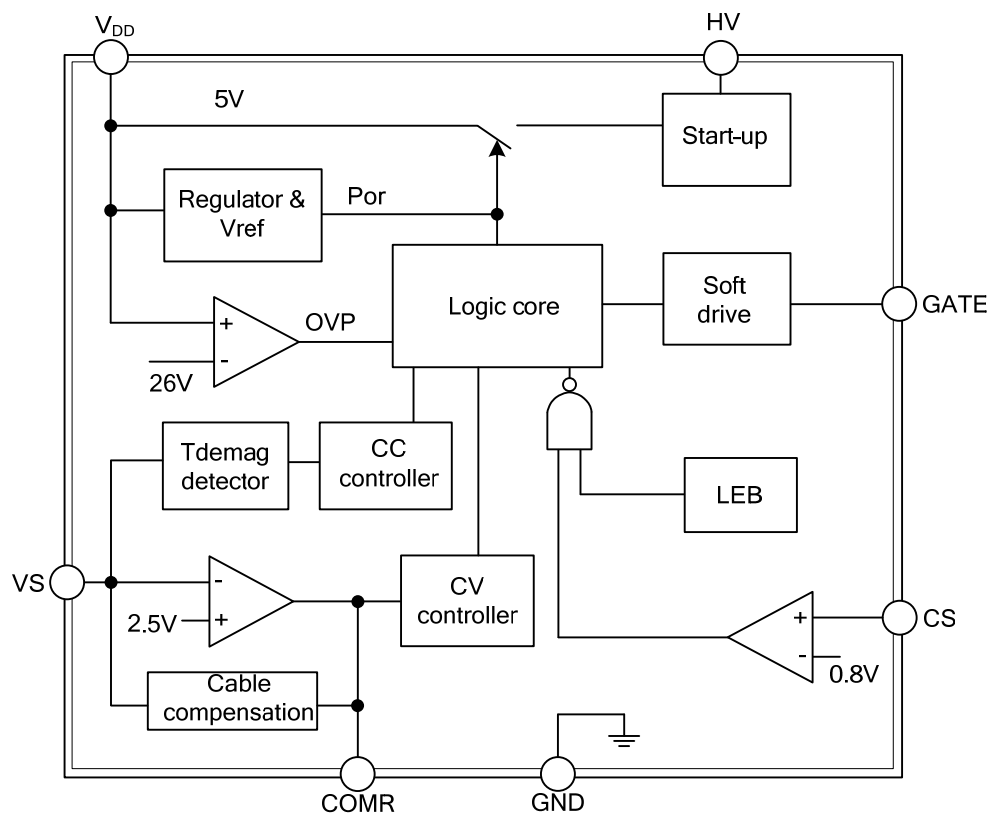 VDD
HV
5V
Start-up
Regulator &
Vref
Por
Logic core
Soft
drive
GATE
+
-
OVP
26V
Tdemag
detector
CC
controller
LEB
VS
-
+
2.5V
CV
controller
+
-
CS
0.8V
Cable
compensation
COMR
GND